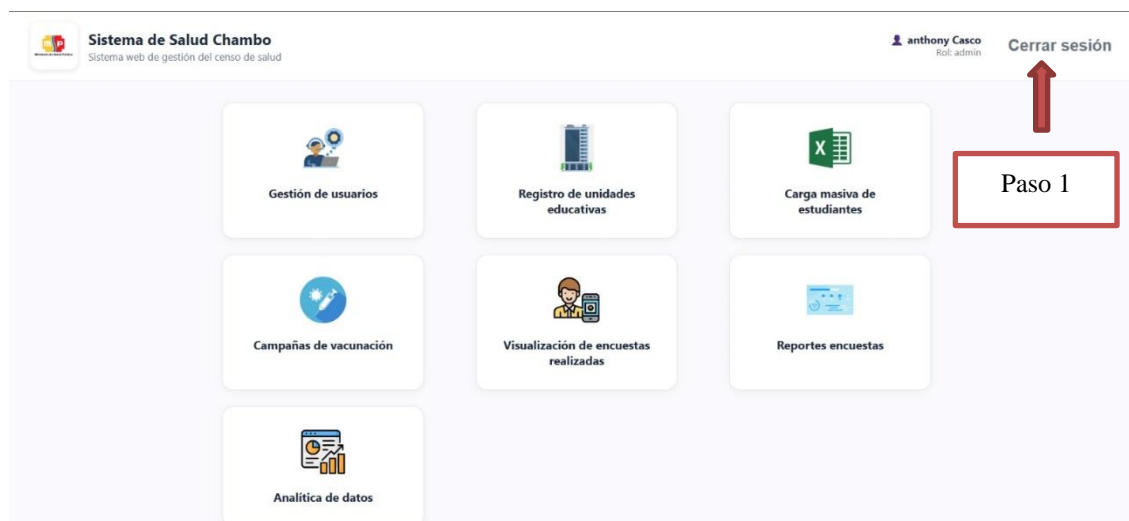 Sistema de Salud Chambo
Sistema web de gestión del censo de salud
anthony Casco
Rol: admin
Cerrar sesión
Paso 1
Gestión de usuarios
Registro de unidades
educativas
Carga masiva de
estudiantes
Campañas de vacunación
Visualización de encuestas
realizadas
Reportes encuestas
Analítica de datos